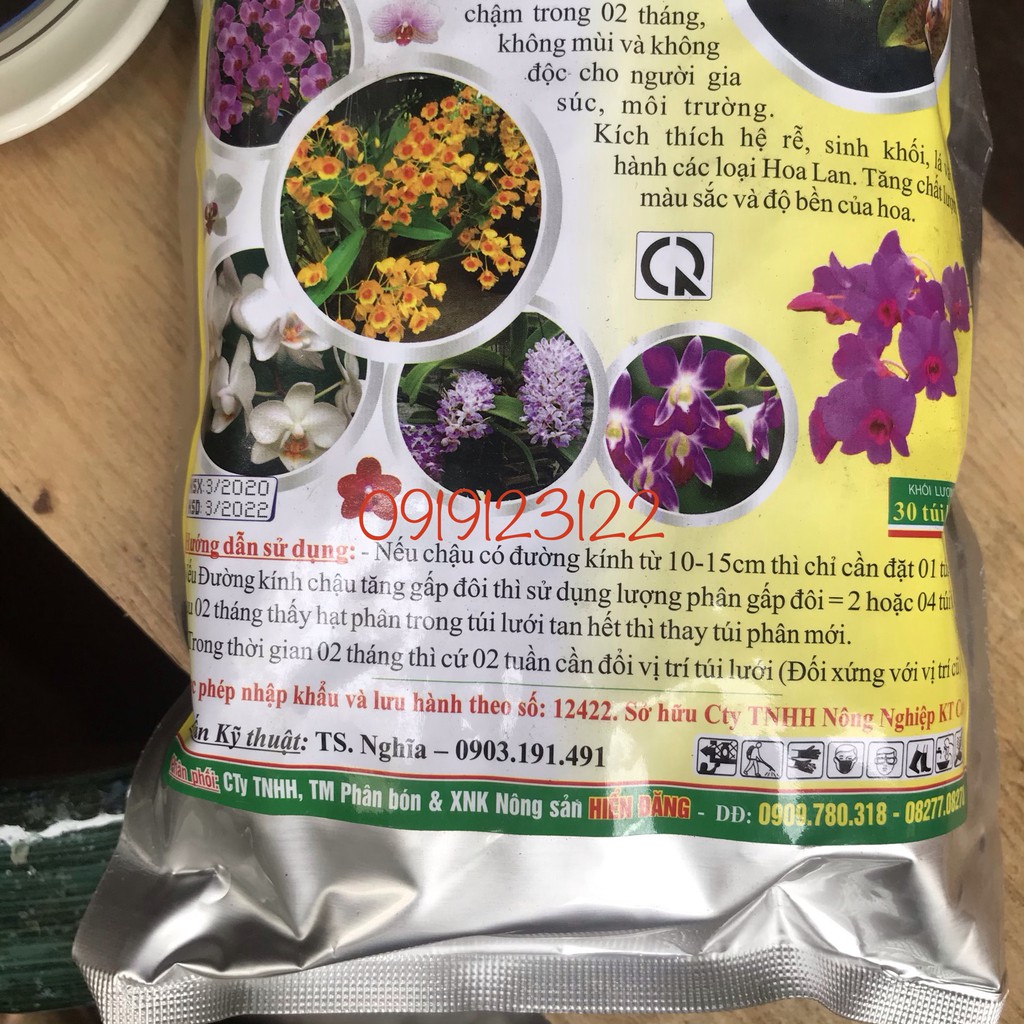 chậm trong 02 tháng,
không mùi và không
độc cho người gia
súc, môi trường.
Kích thích hệ rễ, sinh khối, lá
hành các loại Hoa Lan. Tăng chất lượng
màu sắc và độ bền của hoa.
NSX: 3/2020
HSD: 3/2022
0919123122
KHỐI LƯỢN
30 túi
Hướng dẫn sử dụng: - Nếu chậu có đường kính từ 10-15cm thì chỉ cần đặt 01
Đường kính chậu tăng gấp đôi thì sử dụng lượng phân gấp đôi = 2 hoặc 04 túi
02 tháng thấy hạt phân trong túi lưới tan hết thì thay túi phân mới.
Trong thời gian 02 tháng thì cứ 02 tuần cần đổi vị trí túi lưới (Đối xứng với vị trí
phép nhập khẩu và lưu hành theo số: 12422. Sở hữu Cty TNHH Nông Nghiệp KT
Kỹ thuật: TS. Nghĩa – 0903.191.491
Phân phối: CTy TNHH, TM Phân bón & XNK Nông sản HIỀN ĐĂNG - DĐ: 0909.780.318 -